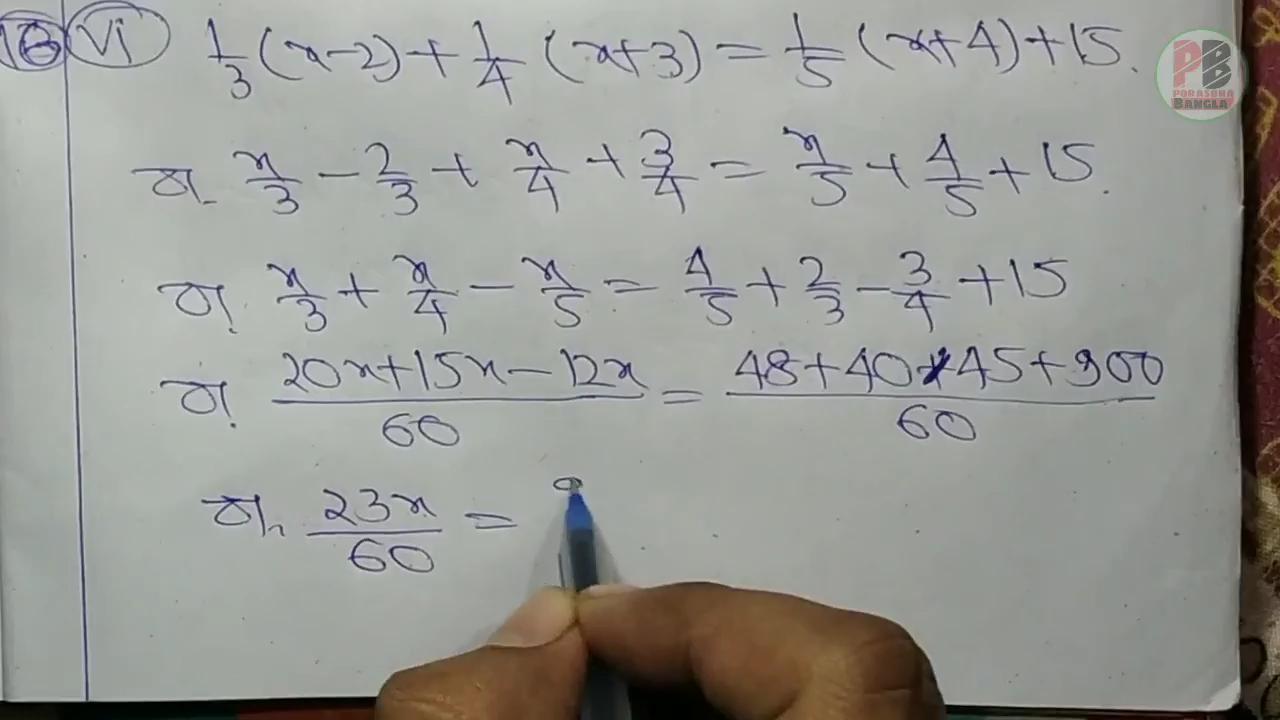 16 vi 1/3 (x-2) + 1/4 (x+3) = 1/5 (x+4) + 15.
বা. x/3 - 2/3 + x/4 + 3/4 = x/5 + 4/5 + 15.
বা, x/3 + x/4 - x/5 = 4/5 + 2/3 - 3/4 + 15
বা, (20x+15x-12x)/60 = (48+40-45+900)/60
বা, 23x/60 =
PB
PORASONA
BANGLA